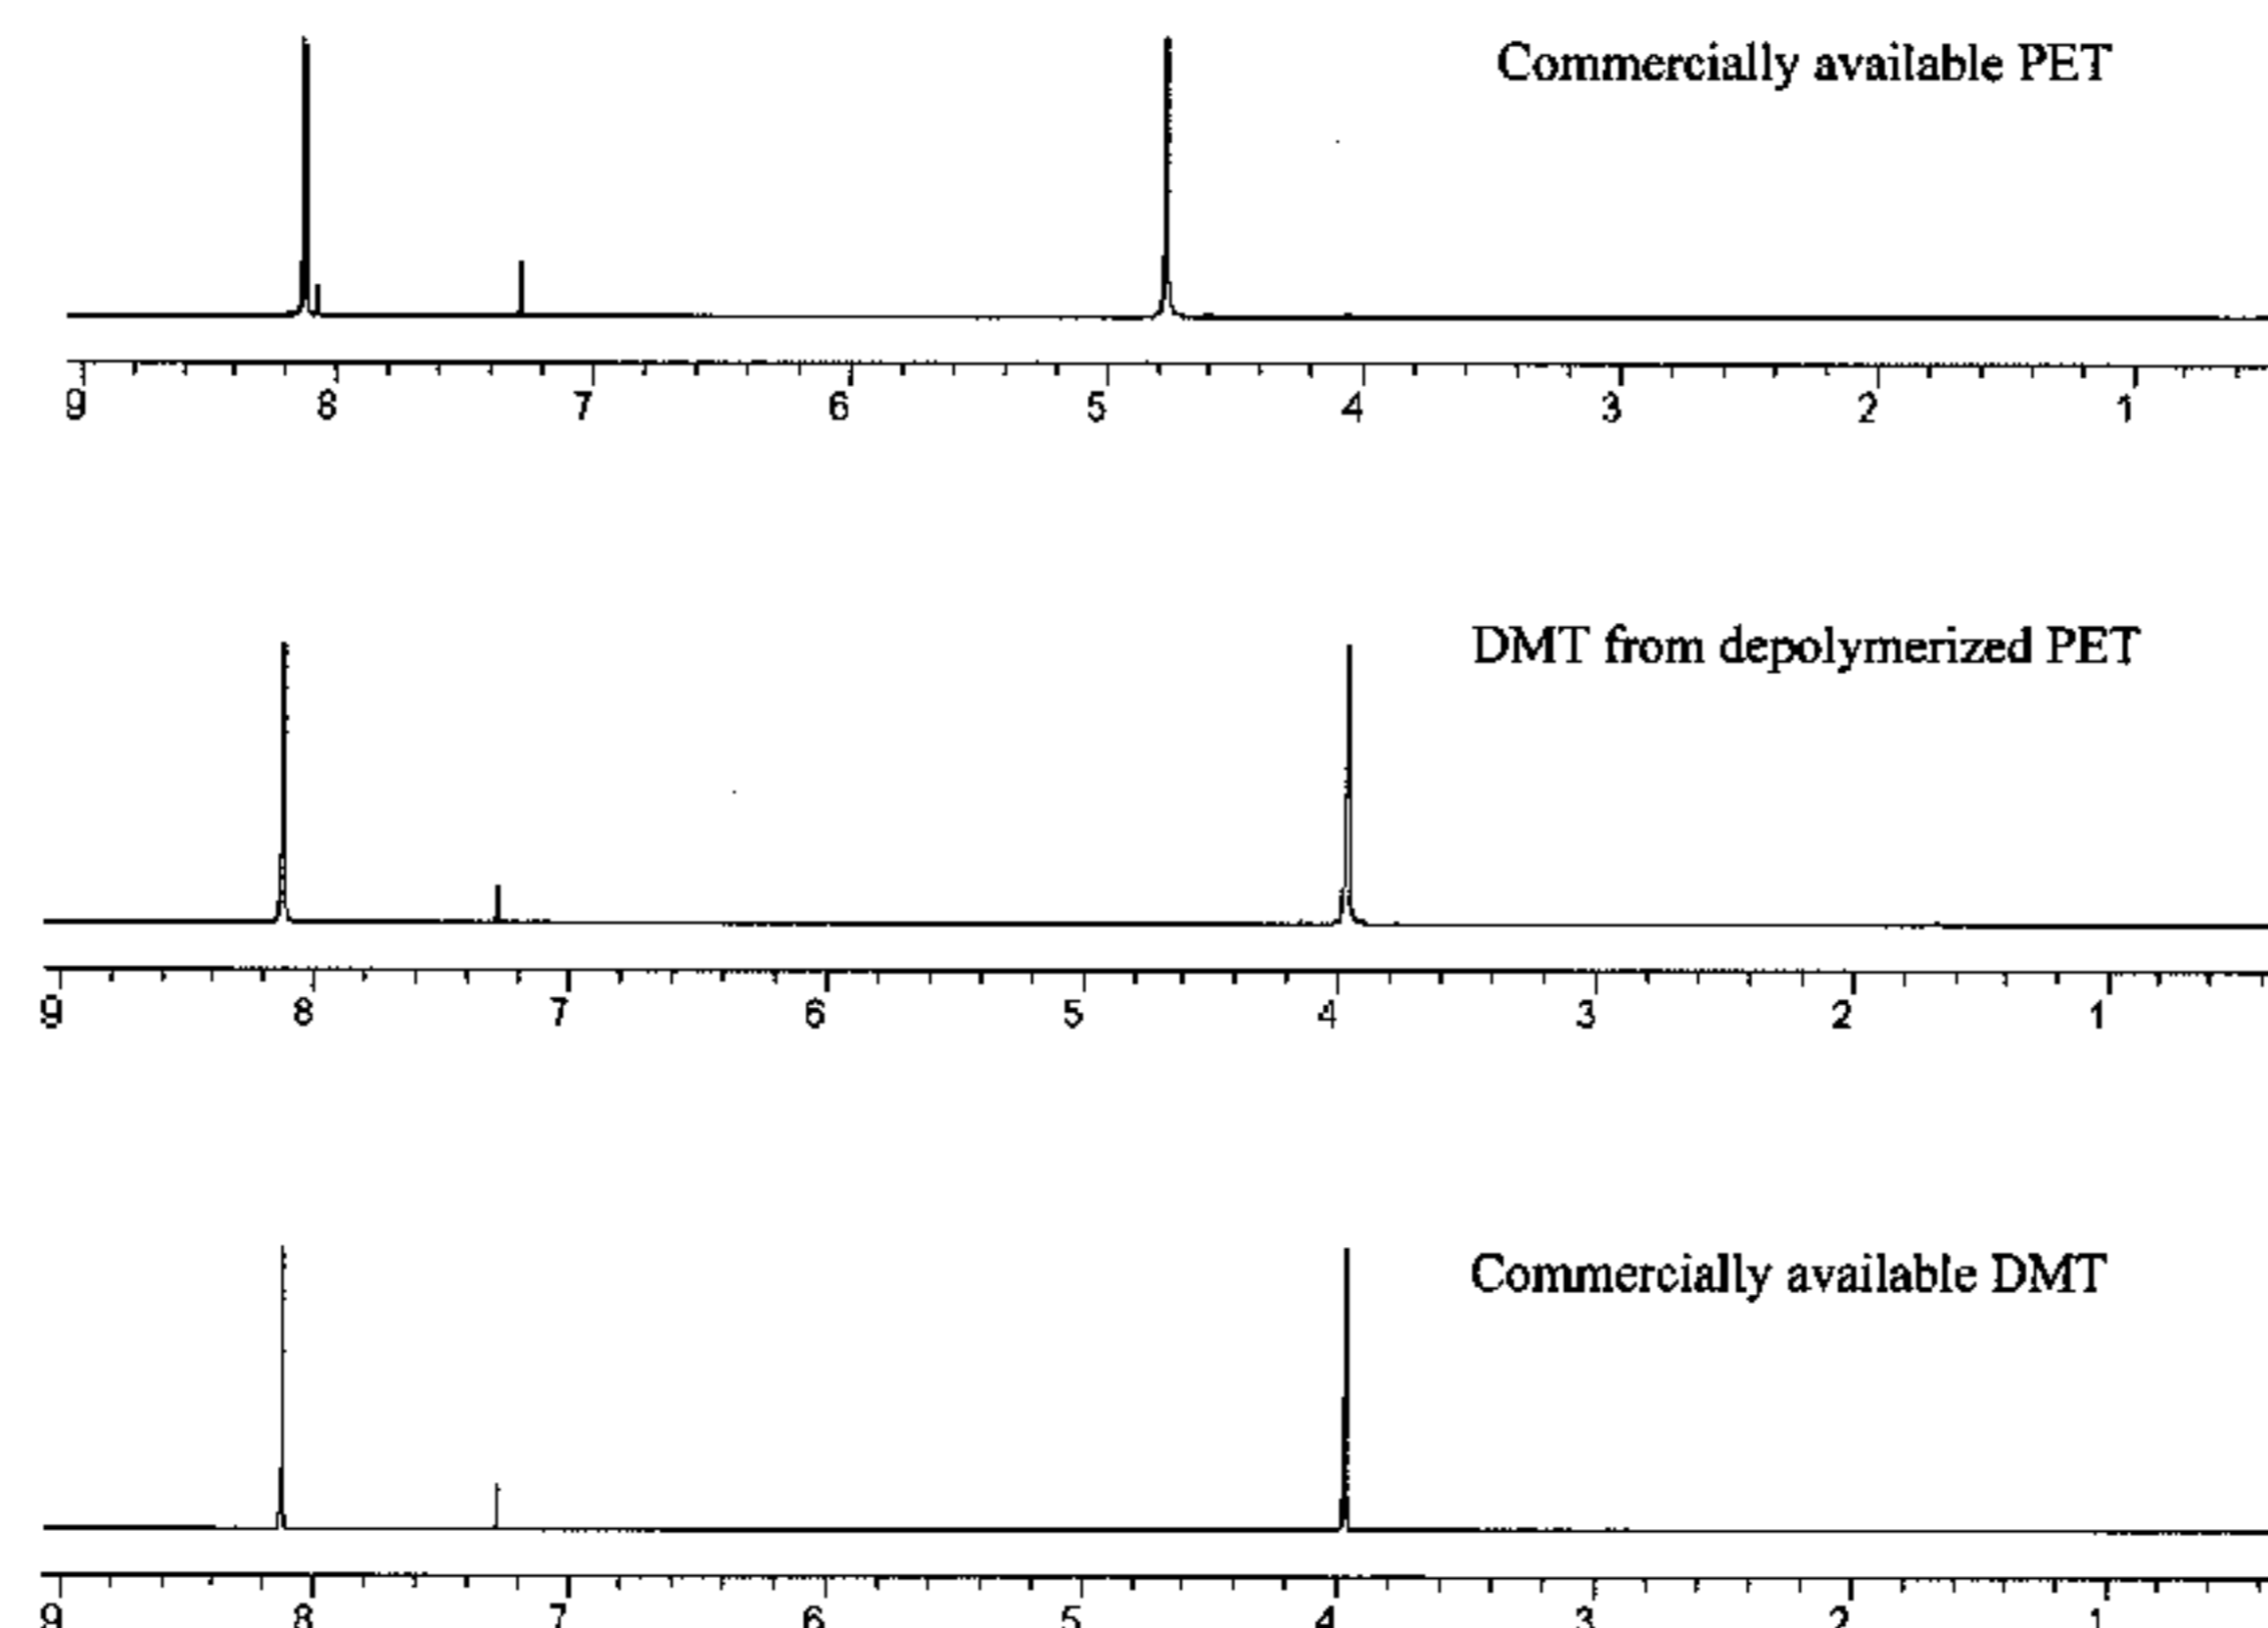 Commercially available PET
9 8 7 6 5 4 3 2 1
DMT from depolymerized PET
9 8 7 6 5 4 3 2 1
Commercially available DMT
9 8 7 6 5 4 3 2 1